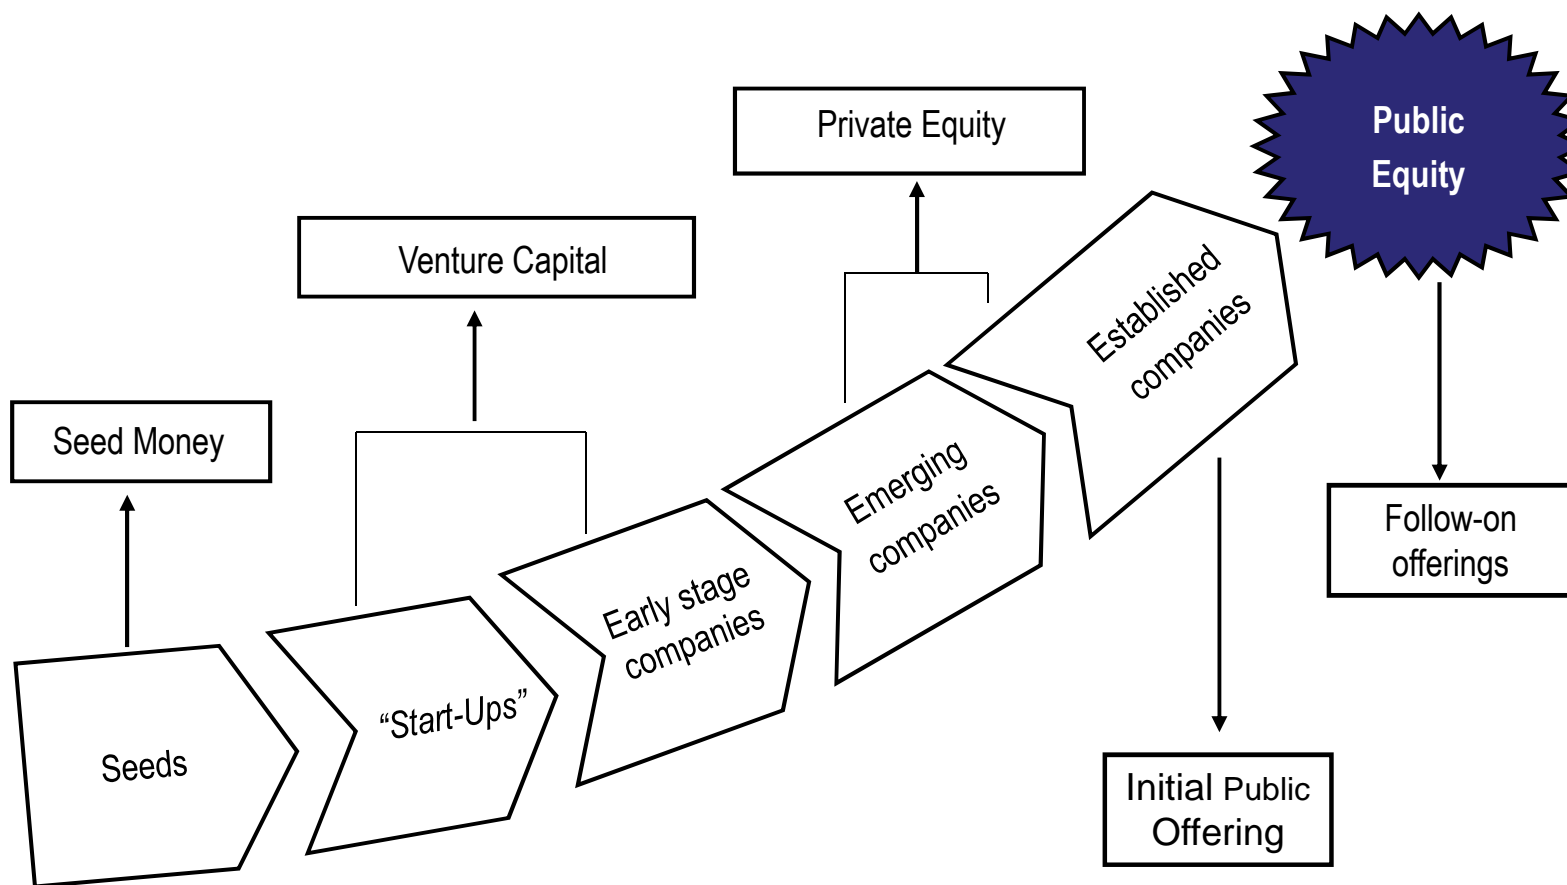 Public
Equity
Private Equity
Venture Capital
Established
companies
Seed Money
Emerging
companies
Follow-on
offerings
Early stage
companies
“Start-Ups”
Seeds
Initial Public
Offering